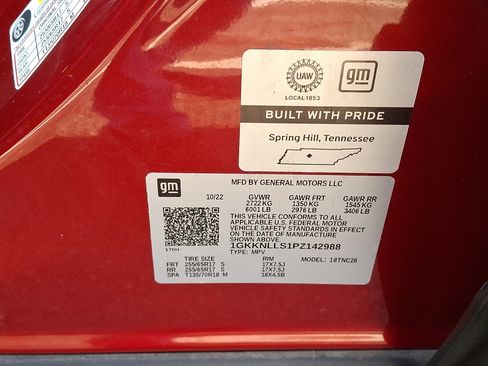 UAW
gm
LOCAL 1853
BUILT WITH PRIDE
Spring Hill, Tennessee
gm
MFD BY GENERAL MOTORS LLC
10/22 GVWR GAWR FRT GAWR RR
2722 KG 1350 KG 1545 KG
6001 LB 2976 LB 3406 LB
THIS VEHICLE CONFORMS TO ALL
APPLICABLE U.S. FEDERAL MOTOR
VEHICLE SAFETY STANDARDS IN EFFECT
ON THE DATE OF MANUFACTURE
SHOWN ABOVE.
1GKKNLLS1PZ142988
170H TYPE: MPV
TIRE SIZE RIM MODEL: 18TNC26
FRT 255/65R17 S 17X7.5J
RR 255/65R17 S 17X7.5J
SPA T135/70R18 M 18X4.5B